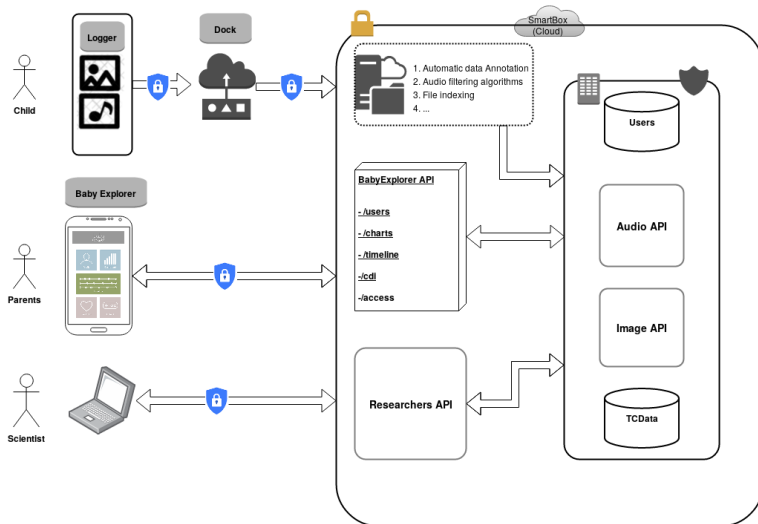 Logger
Dock
SmartBox
(Cloud)
Child
1. Automatic data Annotation
2. Audio filtering algorithms
3. File indexing
4. ...
Users
Baby Explorer
BabyExplorer API
- /users
- /charts
- /timeline
-/cdi
-/access
Audio API
Parents
Image API
Scientist
Researchers API
TCData